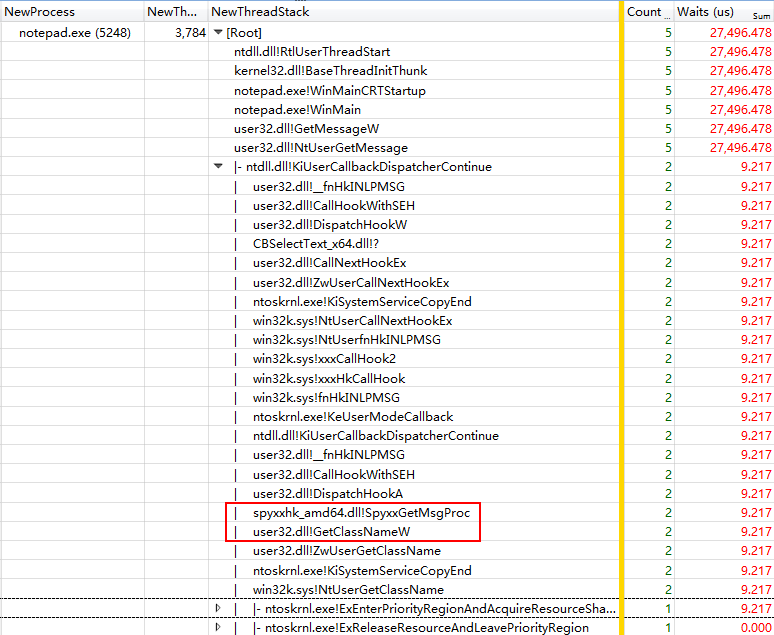 NewProcess NewTh... NewThreadStack Count ... Waits (us) Sum
notepad.exe (5248) 3,784 [Root] 5 27,496.478
ntdll.dll!RtlUserThreadStart 5 27,496.478
kernel32.dll!BaseThreadInitThunk 5 27,496.478
notepad.exe!WinMainCRTStartup 5 27,496.478
notepad.exe!WinMain 5 27,496.478
user32.dll!GetMessageW 5 27,496.478
user32.dll!NtUserGetMessage 5 27,496.478
|- ntdll.dll!KiUserCallbackDispatcherContinue 2 9.217
| user32.dll!__fnHkINLPMSG 2 9.217
| user32.dll!CallHookWithSEH 2 9.217
| user32.dll!DispatchHookW 2 9.217
| CBSelectText_x64.dll!? 2 9.217
| user32.dll!CallNextHookEx 2 9.217
| user32.dll!ZwUserCallNextHookEx 2 9.217
| ntoskrnl.exe!KiSystemServiceCopyEnd 2 9.217
| win32k.sys!NtUserCallNextHookEx 2 9.217
| win32k.sys!NtUserfnHkINLPMSG 2 9.217
| win32k.sys!xxxCallHook2 2 9.217
| win32k.sys!xxxHkCallHook 2 9.217
| win32k.sys!fnHkINLPMSG 2 9.217
| ntoskrnl.exe!KeUserModeCallback 2 9.217
| ntdll.dll!KiUserCallbackDispatcherContinue 2 9.217
| user32.dll!__fnHkINLPMSG 2 9.217
| user32.dll!CallHookWithSEH 2 9.217
| user32.dll!DispatchHookA 2 9.217
| spyxxhk_amd64.dll!SpyxxGetMsgProc 2 9.217
| user32.dll!GetClassNameW 2 9.217
| user32.dll!ZwUserGetClassName 2 9.217
| ntoskrnl.exe!KiSystemServiceCopyEnd 2 9.217
| win32k.sys!NtUserGetClassName 2 9.217
| |- ntoskrnl.exe!ExEnterPriorityRegionAndAcquireResourceSha... 1 9.217
| |- ntoskrnl.exe!ExReleaseResourceAndLeavePriorityRegion 1 0.000